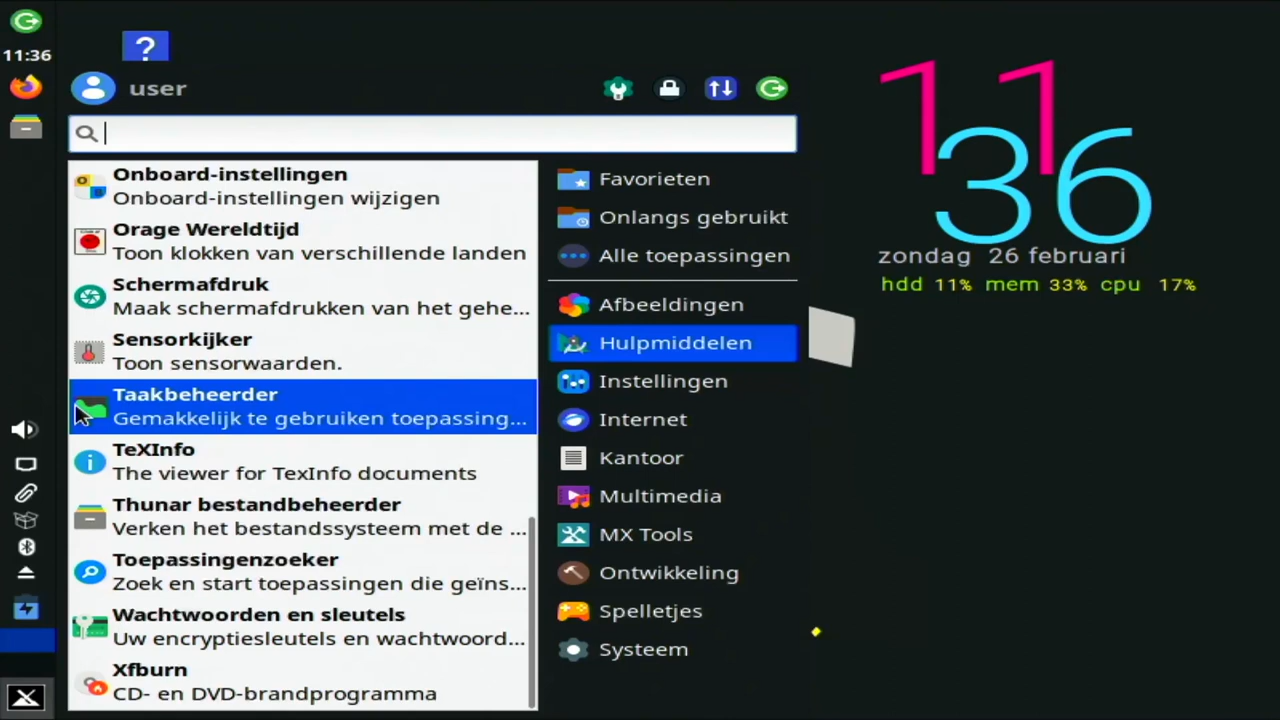 11:36
?
user
Onboard-instellingen
Onboard-instellingen wijzigen
Orage Wereldtijd
Toon klokken van verschillende landen
Schermafdruk
Maak schermafdrukken van het gehe...
Sensorkijker
Toon sensorwaarden.
Taakbeheerder
Gemakkelijk te gebruiken toepassing...
TeXInfo
The viewer for TexInfo documents
Thunar bestandbeheerder
Verken het bestandssysteem met de ...
Toepassingenzoeker
Zoek en start toepassingen die geïns...
Wachtwoorden en sleutels
Uw encryptiesleutels en wachtwoord...
Xfburn
CD- en DVD-brandprogramma
Favorieten
Onlangs gebruikt
Alle toepassingen
Afbeeldingen
Hulpmiddelen
Instellingen
Internet
Kantoor
Multimedia
MX Tools
Ontwikkeling
Spelletjes
Systeem
11
36
zondag 26 februari
hdd 11% mem 33% cpu 17%